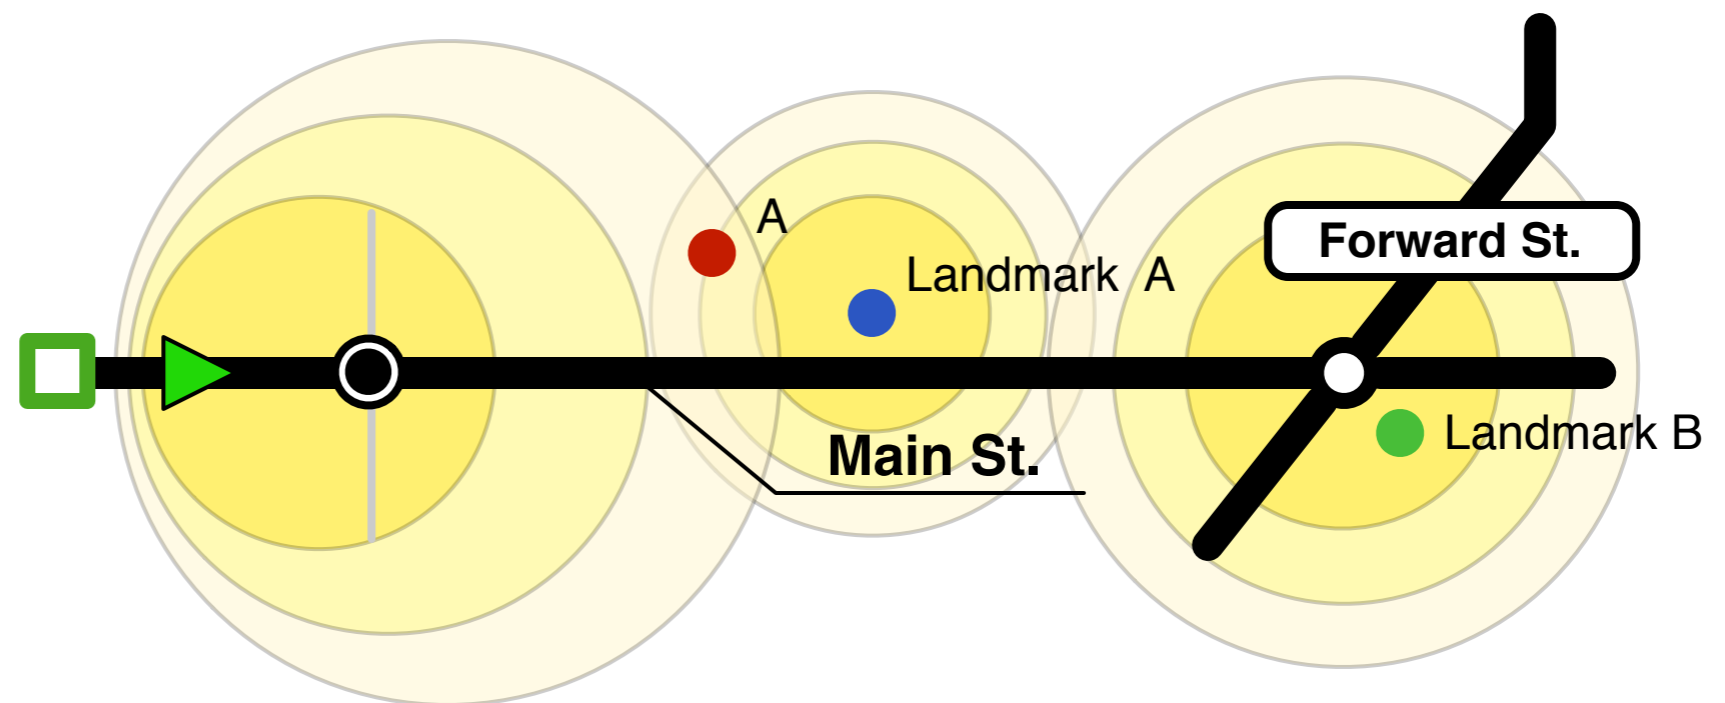 A
Landmark A
Forward St.
Main St.
Landmark B